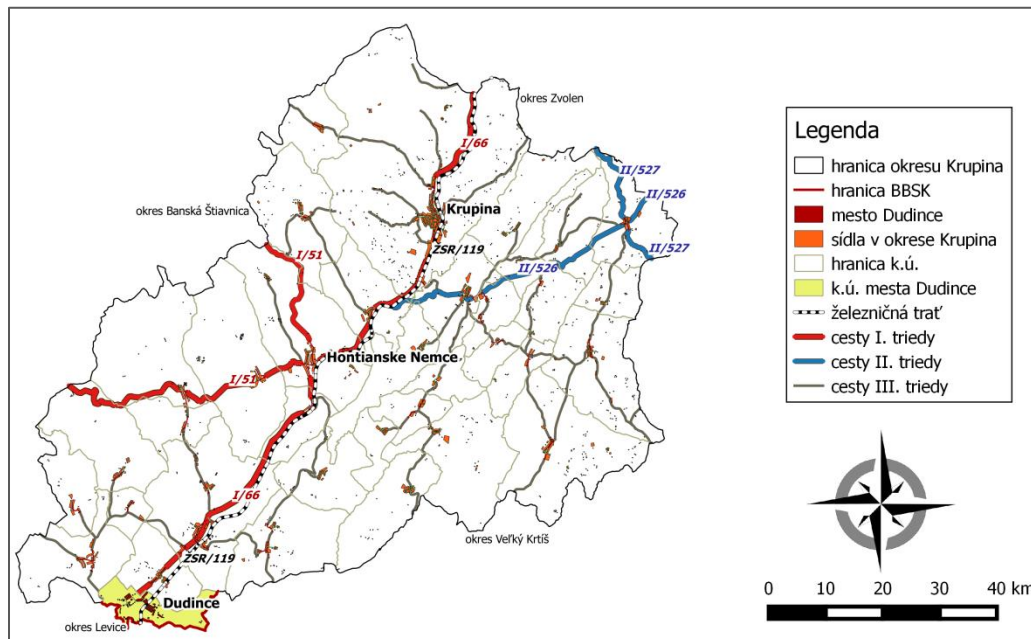 okres Zvolen
I/66
II/527
II/526
okres Banská Štiavnica
Krupina
I/51
ŽSR/119
II/527
II/526
Hontianske Nemce
I/51
I/66
okres Veľký Krtíš
ŽSR/119
Dudince
okres Levice
Legenda
hranica okresu Krupina
hranica BBSK
mesto Dudince
sídla v okrese Krupina
hranica k.ú.
k.ú. mesta Dudince
železničná trať
cesty I. triedy
cesty II. triedy
cesty III. triedy
0 10 20 30 40 km